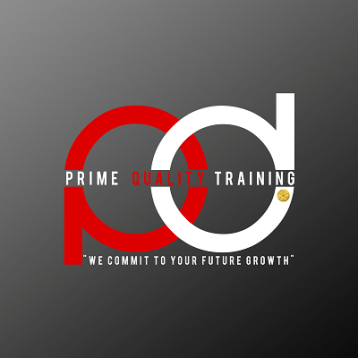 PRIME QUALITY TRAINING
"WE COMMIT TO YOUR FUTURE GROWTH"